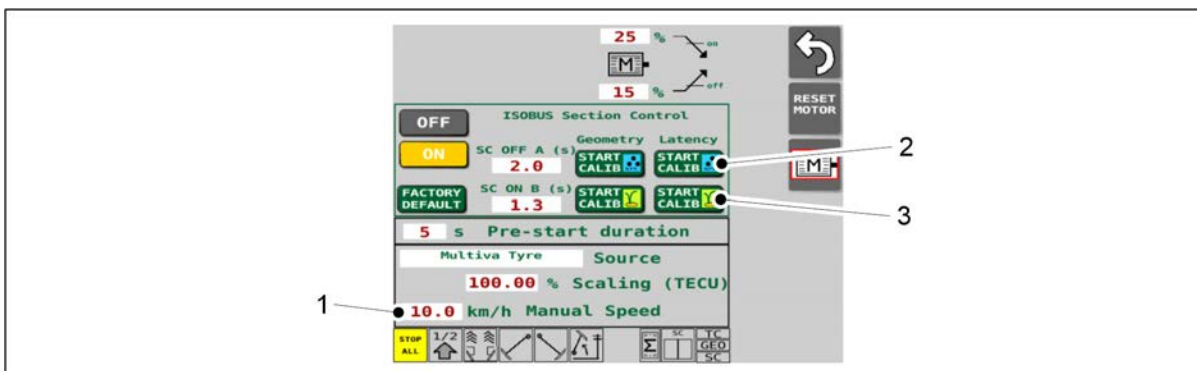 25 %
on
M
15 %
off
RESET
MOTOR
OFF
ISOBUS Section Control
Geometry Latency
ON
SC OFF A (s)
2.0
START
CALIB
START
CALIB
2
M
FACTORY
DEFAULT
SC ON B (s)
1.3
START
CALIB
START
CALIB
3
5 s Pre-start duration
Multiva Tyre Source
100.00 % Scaling (TECU)
1
10.0 km/h Manual Speed
STOP
ALL
1/2
Σ
SC
TC
GEO
SC